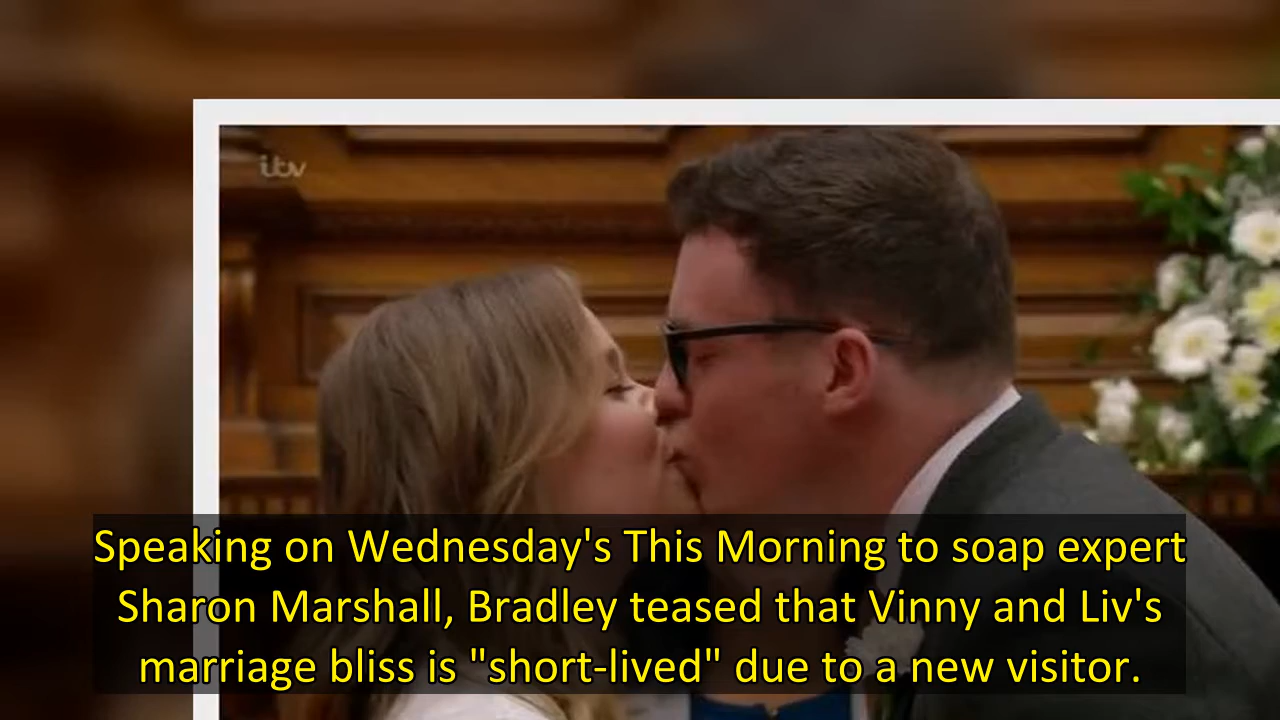 itv
Speaking on Wednesday's This Morning to soap expert
Sharon Marshall, Bradley teased that Vinny and Liv's
marriage bliss is "short-lived" due to a new visitor.